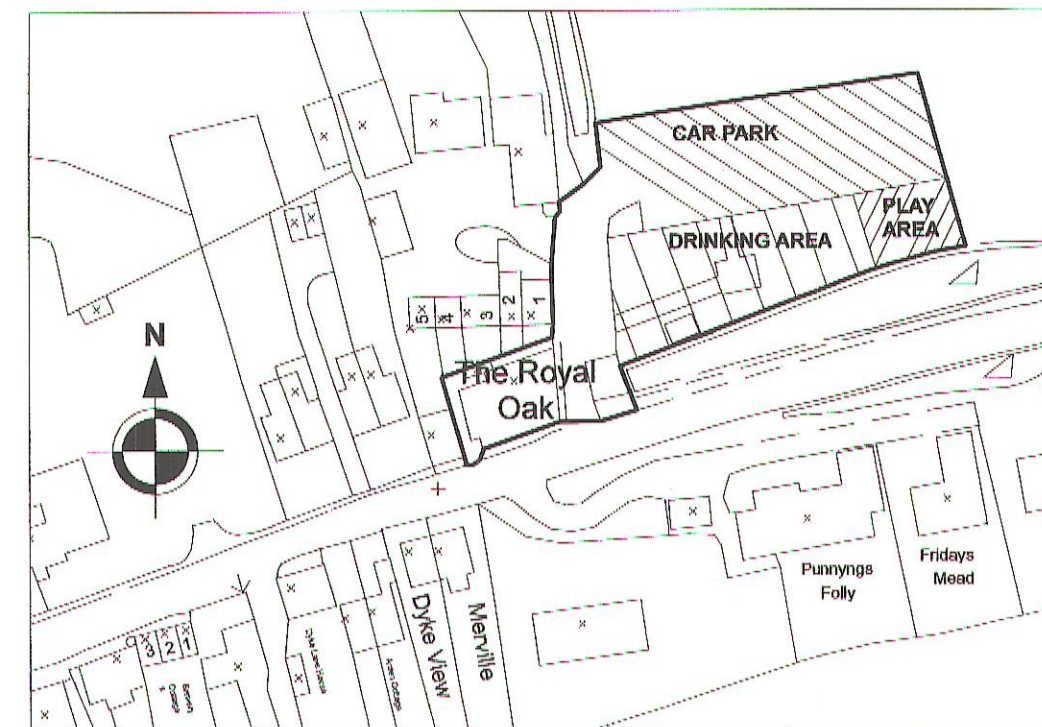 CAR PARK
PLAY
AREA
DRINKING AREA
N
5
4
3
2
1
The Royal
Oak
Punnyngs
Folly
Fridays
Mead
Merville
Dyke View
3
2
1